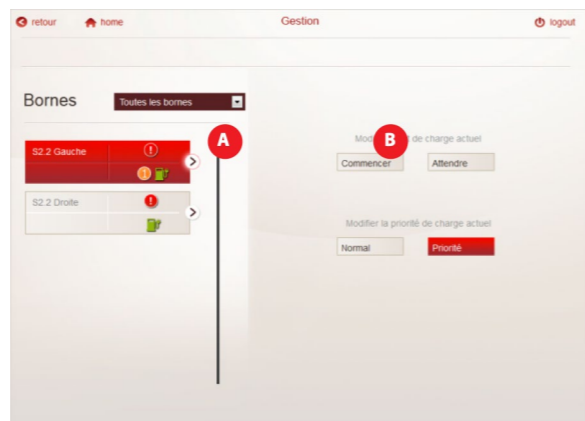 retour home Gestion logout
Bornes Toutes les bornes
A
B
Modi de charge actuel
Commencer Attendre
S2.2 Gauche
1
S2.2 Droite
Modifier la priorité de charge actuel
Normal Priorité